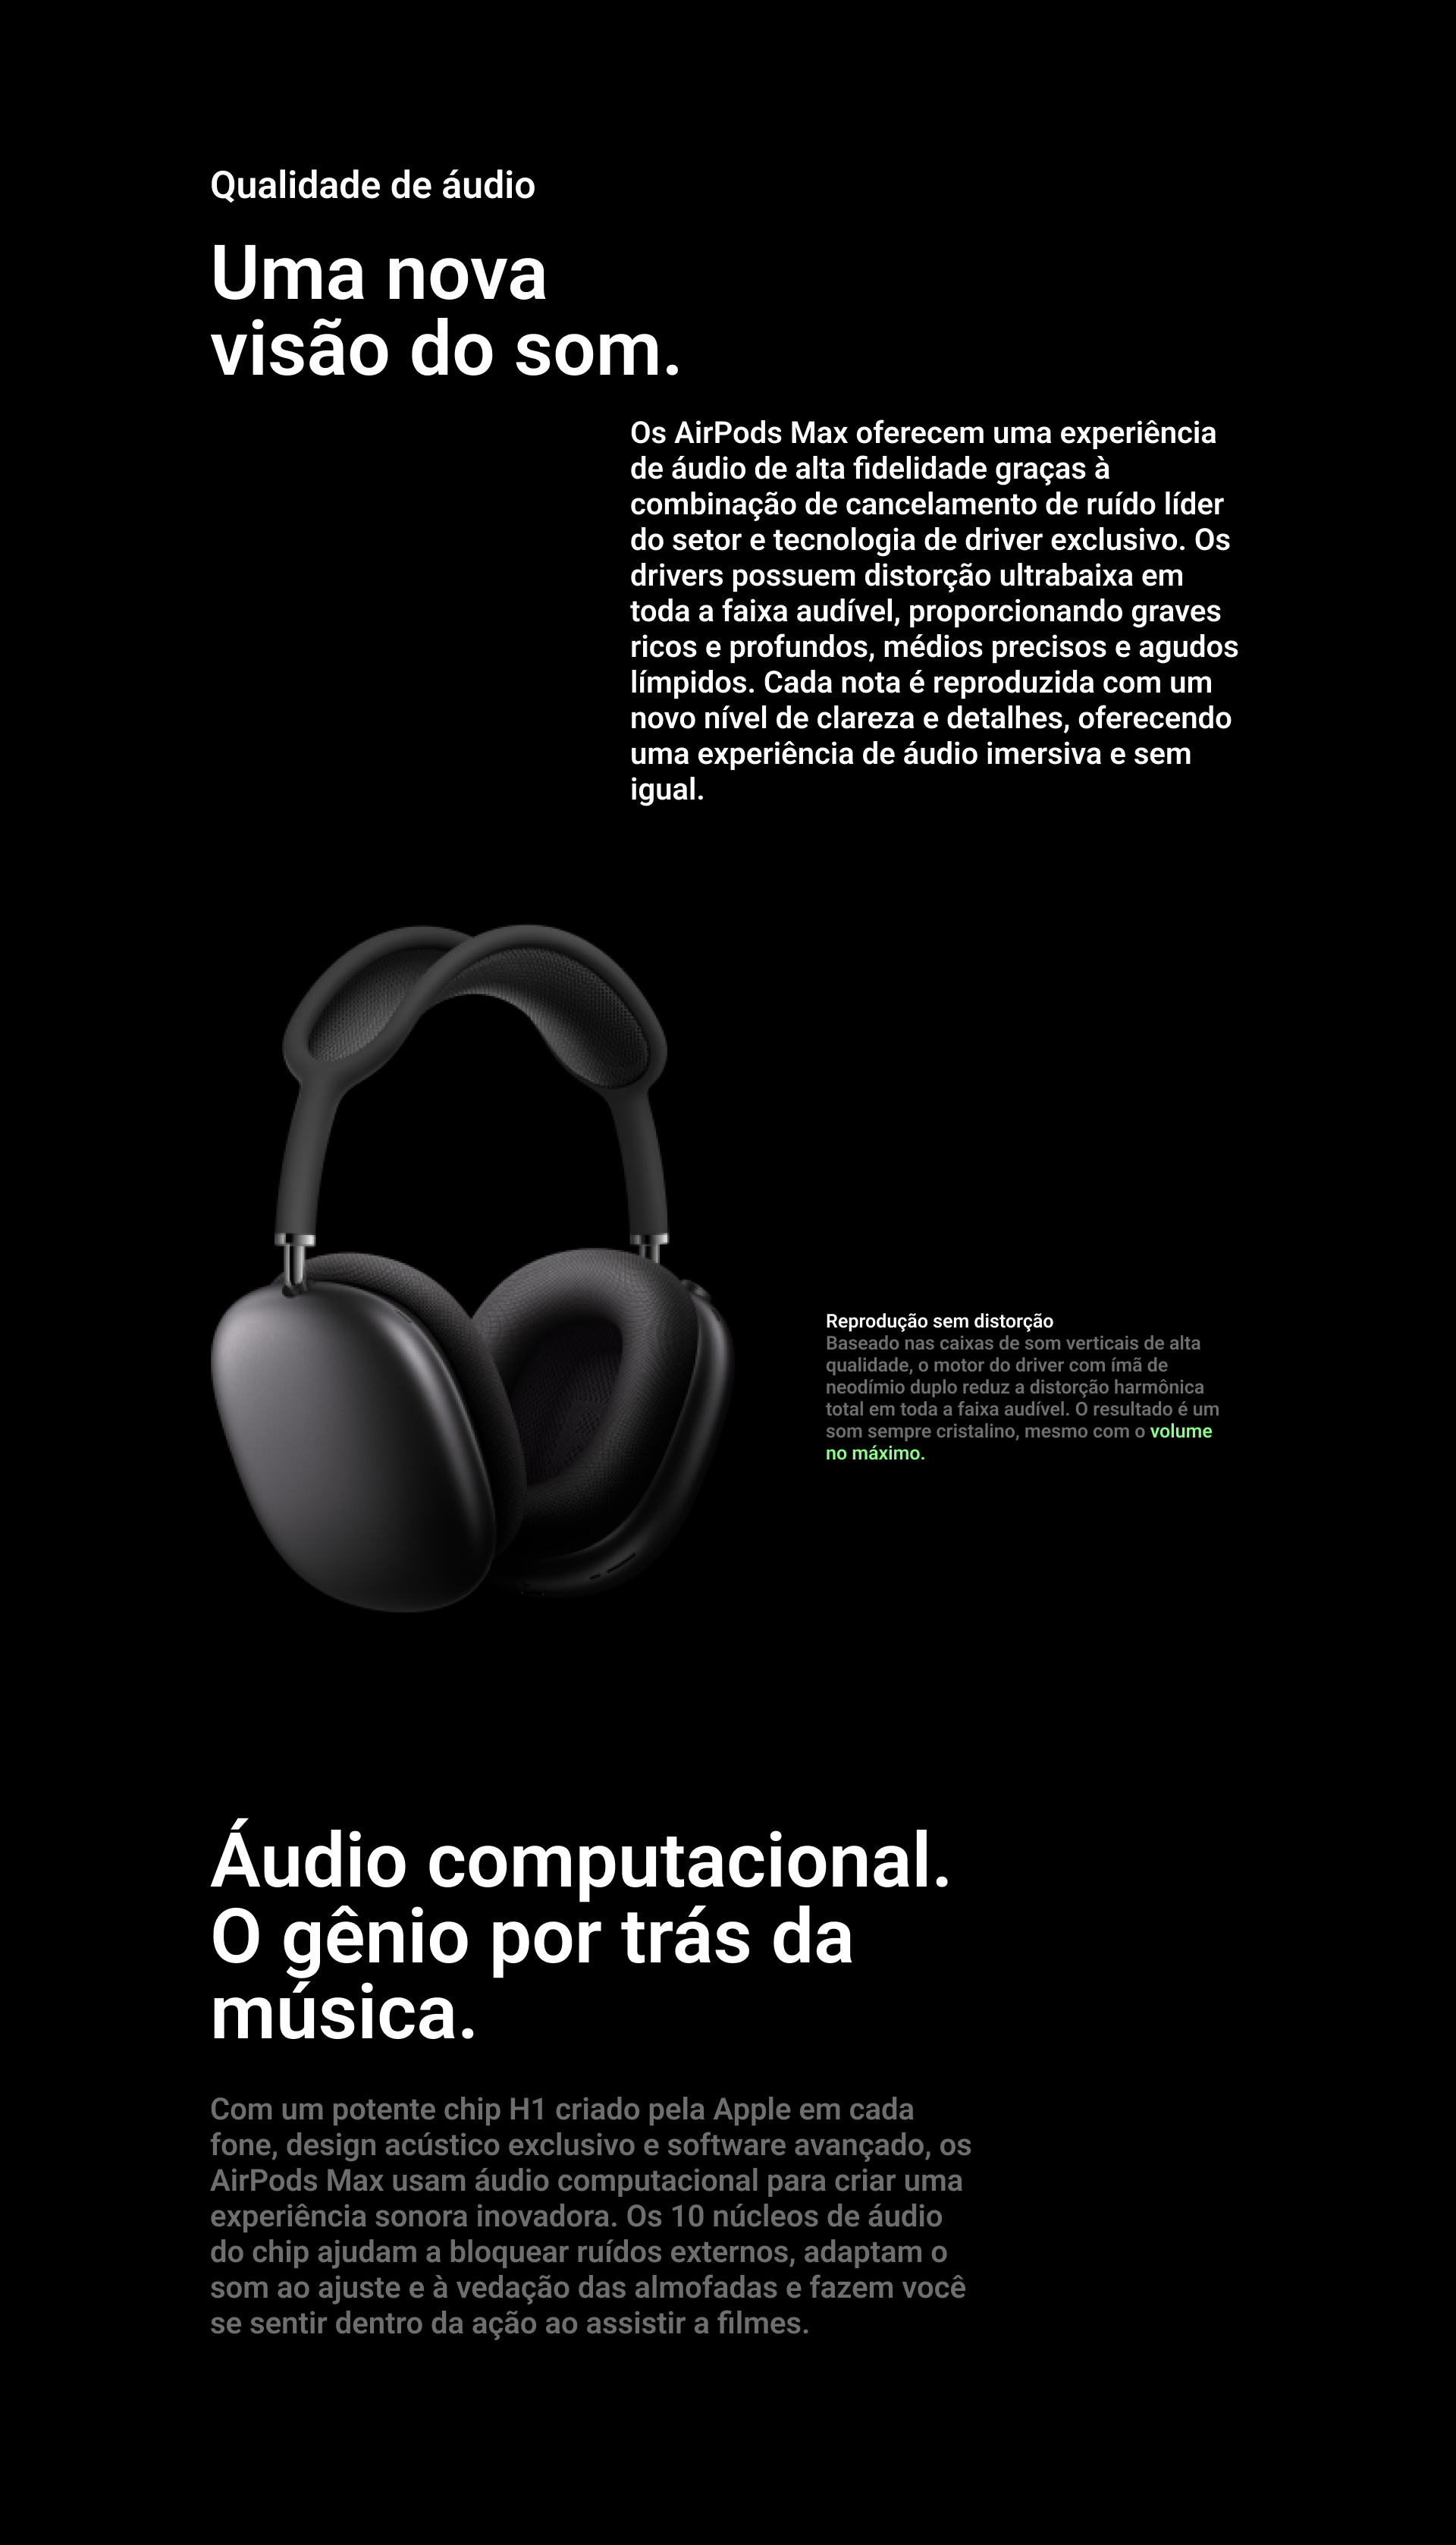 Qualidade de áudio
Uma nova
visão do som.
Os AirPods Max oferecem uma experiência
de áudio de alta fidelidade graças à
combinação de cancelamento de ruído líder
do setor e tecnologia de driver exclusivo. Os
drivers possuem distorção ultrabaixa em
toda a faixa audível, proporcionando graves
ricos e profundos, médios precisos e agudos
límpidos. Cada nota é reproduzida com um
novo nível de clareza e detalhes, oferecendo
uma experiência de áudio imersiva e sem
igual.
Reprodução sem distorção
Baseado nas caixas de som verticais de alta
qualidade, o motor do driver com ímã de
neodímio duplo reduz a distorção harmônica
total em toda a faixa audível. O resultado é um
som sempre cristalino, mesmo com o volume
no máximo.
Áudio computacional.
O gênio por trás da
música.
Com um potente chip H1 criado pela Apple em cada
fone, design acústico exclusivo e software avançado, os
AirPods Max usam áudio computacional para criar uma
experiência sonora inovadora. Os 10 núcleos de áudio
do chip ajudam a bloquear ruídos externos, adaptam o
som ao ajuste e à vedação das almofadas e fazem você
se sentir dentro da ação ao assistir a filmes.